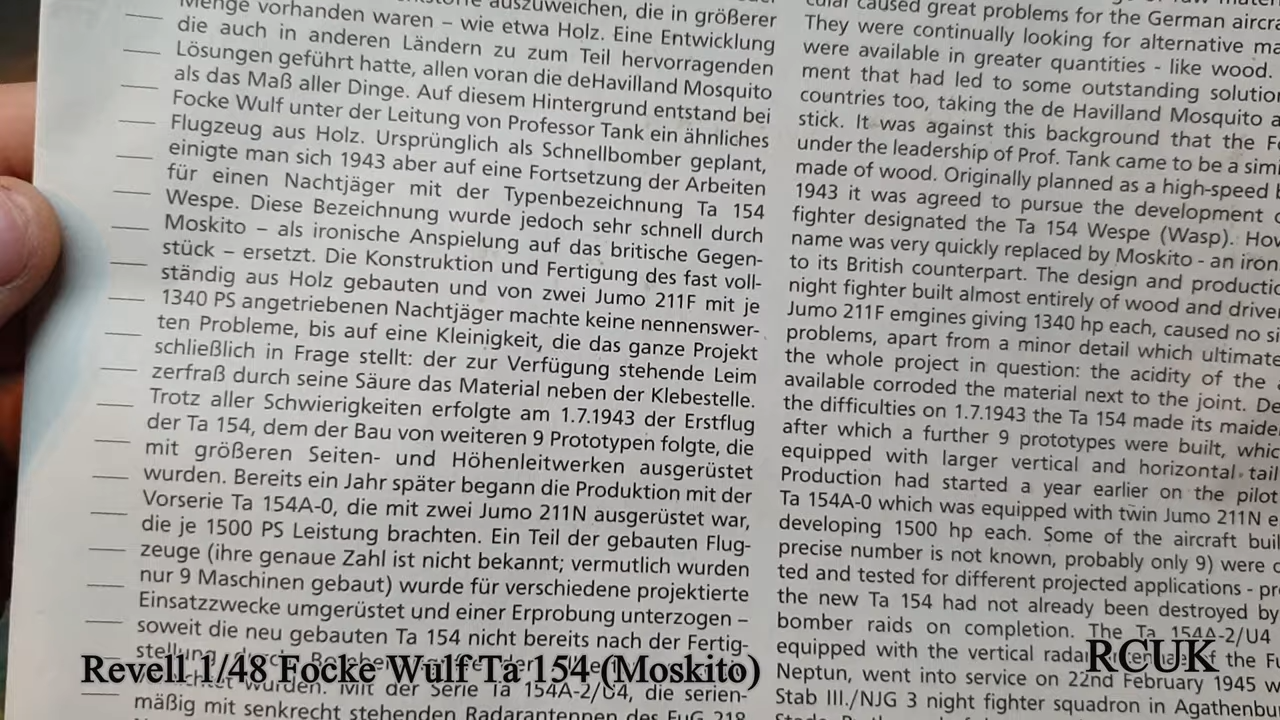 auszuweichen, die in größerer
Menge vorhanden waren – wie etwa Holz. Eine Entwicklung
die auch in anderen Ländern zu zum Teil hervorragenden
Lösungen geführt hatte, allen voran die deHavilland Mosquito
als das Maß aller Dinge. Auf diesem Hintergrund entstand bei
Focke Wulf unter der Leitung von Professor Tank ein ähnliches
Flugzeug aus Holz. Ursprünglich als Schnellbomber geplant,
einigte man sich 1943 aber auf eine Fortsetzung der Arbeiten
für einen Nachtjäger mit der Typenbezeichnung Ta 154
Wespe. Diese Bezeichnung wurde jedoch sehr schnell durch
Moskito – als ironische Anspielung auf das britische Gegen-
stück – ersetzt. Die Konstruktion und Fertigung des fast voll-
ständig aus Holz gebauten und von zwei Jumo 211F mit je
1340 PS angetriebenen Nachtjäger machte keine nennenswer-
ten Probleme, bis auf eine Kleinigkeit, die das ganze Projekt
schließlich in Frage stellt: der zur Verfügung stehende Leim
zerfraß durch seine Säure das Material neben der Klebestelle.
Trotz aller Schwierigkeiten erfolgte am 1.7.1943 der Erstflug
der Ta 154, dem der Bau von weiteren 9 Prototypen folgte, die
mit größeren Seiten- und Höhenleitwerken ausgerüstet
wurden. Bereits ein Jahr später begann die Produktion mit der
Vorserie Ta 154A-0, die mit zwei Jumo 211N ausgerüstet war,
die je 1500 PS Leistung brachten. Ein Teil der gebauten Flug-
zeuge (ihre genaue Zahl ist nicht bekannt; vermutlich wurden
nur 9 Maschinen gebaut) wurde für verschiedene projektierte
Einsatzzwecke umgerüstet und einer Erprobung unterzogen –
soweit die neu gebauten Ta 154 nicht bereits nach der Fertig-
wurden. Mit der Serie Ta 154A-2/U4, die serien-
mäßig mit senkrecht stehenden Radarantennen des FuG 218
caused great problems for the German
They were continually looking for alternative
were available in greater quantities - like wood.
ment that had led to some outstanding
countries too, taking the de Havilland Mosquito
stick. It was against this background that the
under the leadership of Prof. Tank came to be a
made of wood. Originally planned as a high-speed
1943 it was agreed to pursue the development
fighter designated the Ta 154 Wespe (Wasp).
name was very quickly replaced by Moskito - an
to its British counterpart. The design and
night fighter built almost entirely of wood and
Jumo 211F emgines giving 1340 hp each, caused no
problems, apart from a minor detail which
the whole project in question: the acidity of the
available corroded the material next to the joint.
the difficulties on 1.7.1943 the Ta 154 made its
after which a further 9 prototypes were built,
equipped with larger vertical and horizontal
Production had started a year earlier on the pilot
Ta 154A-0 which was equipped with twin Jumo 211N
developing 1500 hp each. Some of the aircraft
precise number is not known, probably only 9) were
ted and tested for different projected applications -
the new Ta 154 had not already been destroyed by
bomber raids on completion. The Ta 154A-2/U4
equipped with the vertical radar of the
Neptun, went into service on 22nd February 1945
Stab III./NJG 3 night fighter squadron in
Revell 1/48 Focke Wulf Ta 154 (Moskito)
RCUK